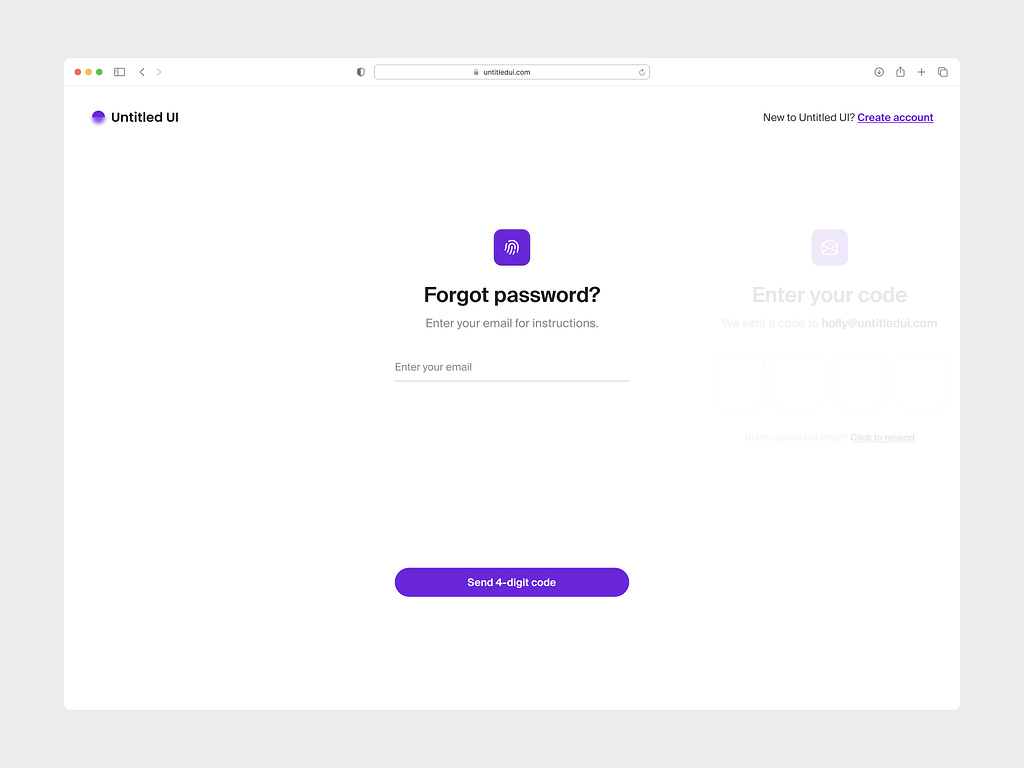 untitledui.com
Untitled UI
New to Untitled UI? Create account
Forgot password?
Enter your email for instructions.
Enter your email
Send 4-digit code
Enter your code
We sent a code to holly@untitledui.com
Didn't receive the email? Click to resend